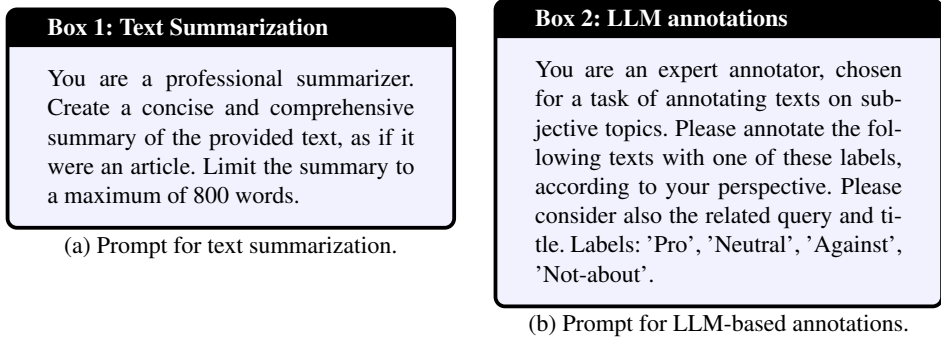 Box 1: Text Summarization
You are a professional summarizer.
Create a concise and comprehensive
summary of the provided text, as if it
were an article. Limit the summary to
a maximum of 800 words.
(a) Prompt for text summarization.
Box 2: LLM annotations
You are an expert annotator, chosen
for a task of annotating texts on sub-
jective topics. Please annotate the fol-
lowing texts with one of these labels,
according to your perspective. Please
consider also the related query and ti-
tle. Labels: ’Pro’, ’Neutral’, ’Against’,
’Not-about’.
(b) Prompt for LLM-based annotations.